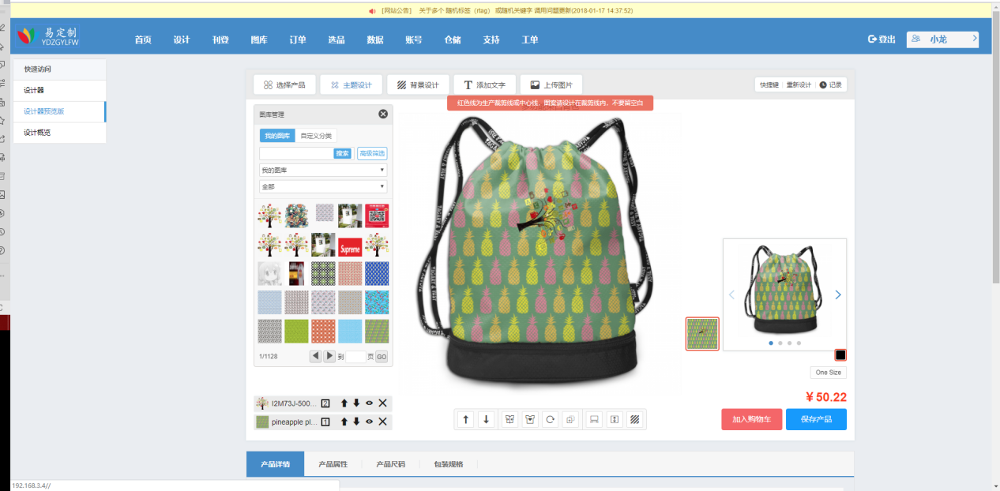 [网站公告] 关于多个 随机标签（rtag） 或随机关键字 调用问题更新(2018-01-17 14:37:52)
易定制
YDZGYLFW
首页 设计 刊登 图库 订单 选品 数据 账号 仓储 支持 工单
登出 小龙
快速访问
设计器
设计器预览版
设计概览
选择产品 主题设计 背景设计 添加文字 上传图片
快捷键 重新设计 记录
红色线为生产裁剪线或中心线，图案请设计在裁剪线内，不要留空白
图库管理
我的图库 自定义分类
搜索 高级筛选
我的图库
全部
Supreme
1/1128 到 页 GO
I2M73J-500... 2
pineapple pl... 1
One Size
¥ 50.22
加入购物车 保存产品
产品详情 产品属性 产品尺码 包装规格
192.168.3.4//